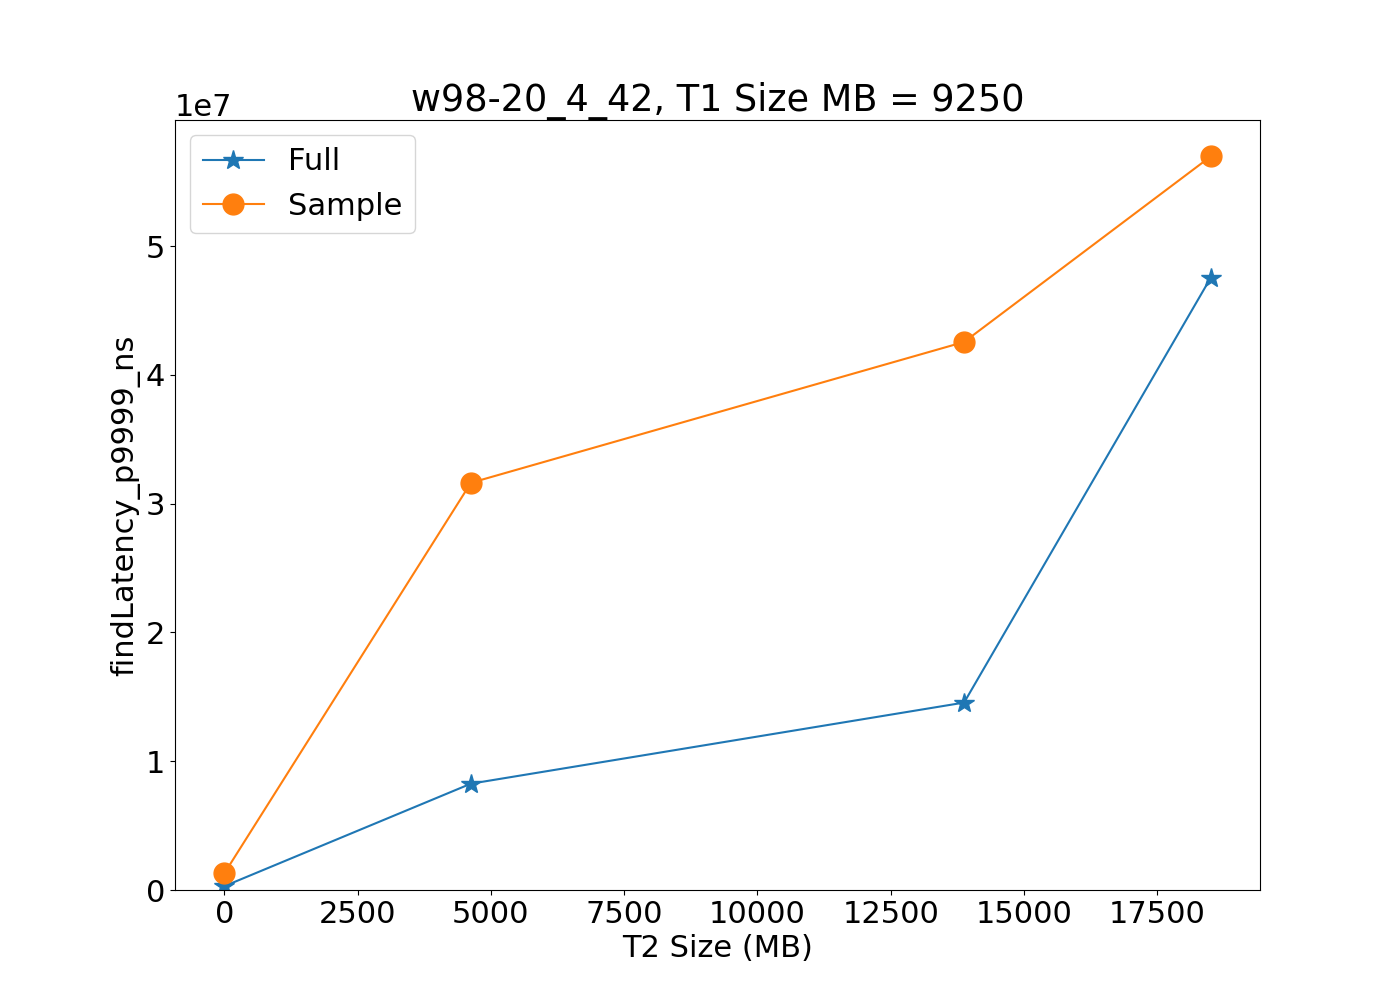 w98-20_4_42, T1 Size MB = 9250
1e7
Full
Sample
5
4
3
2
1
0
findLatency_p9999_ns
0 2500 5000 7500 10000 12500 15000 17500
T2 Size (MB)